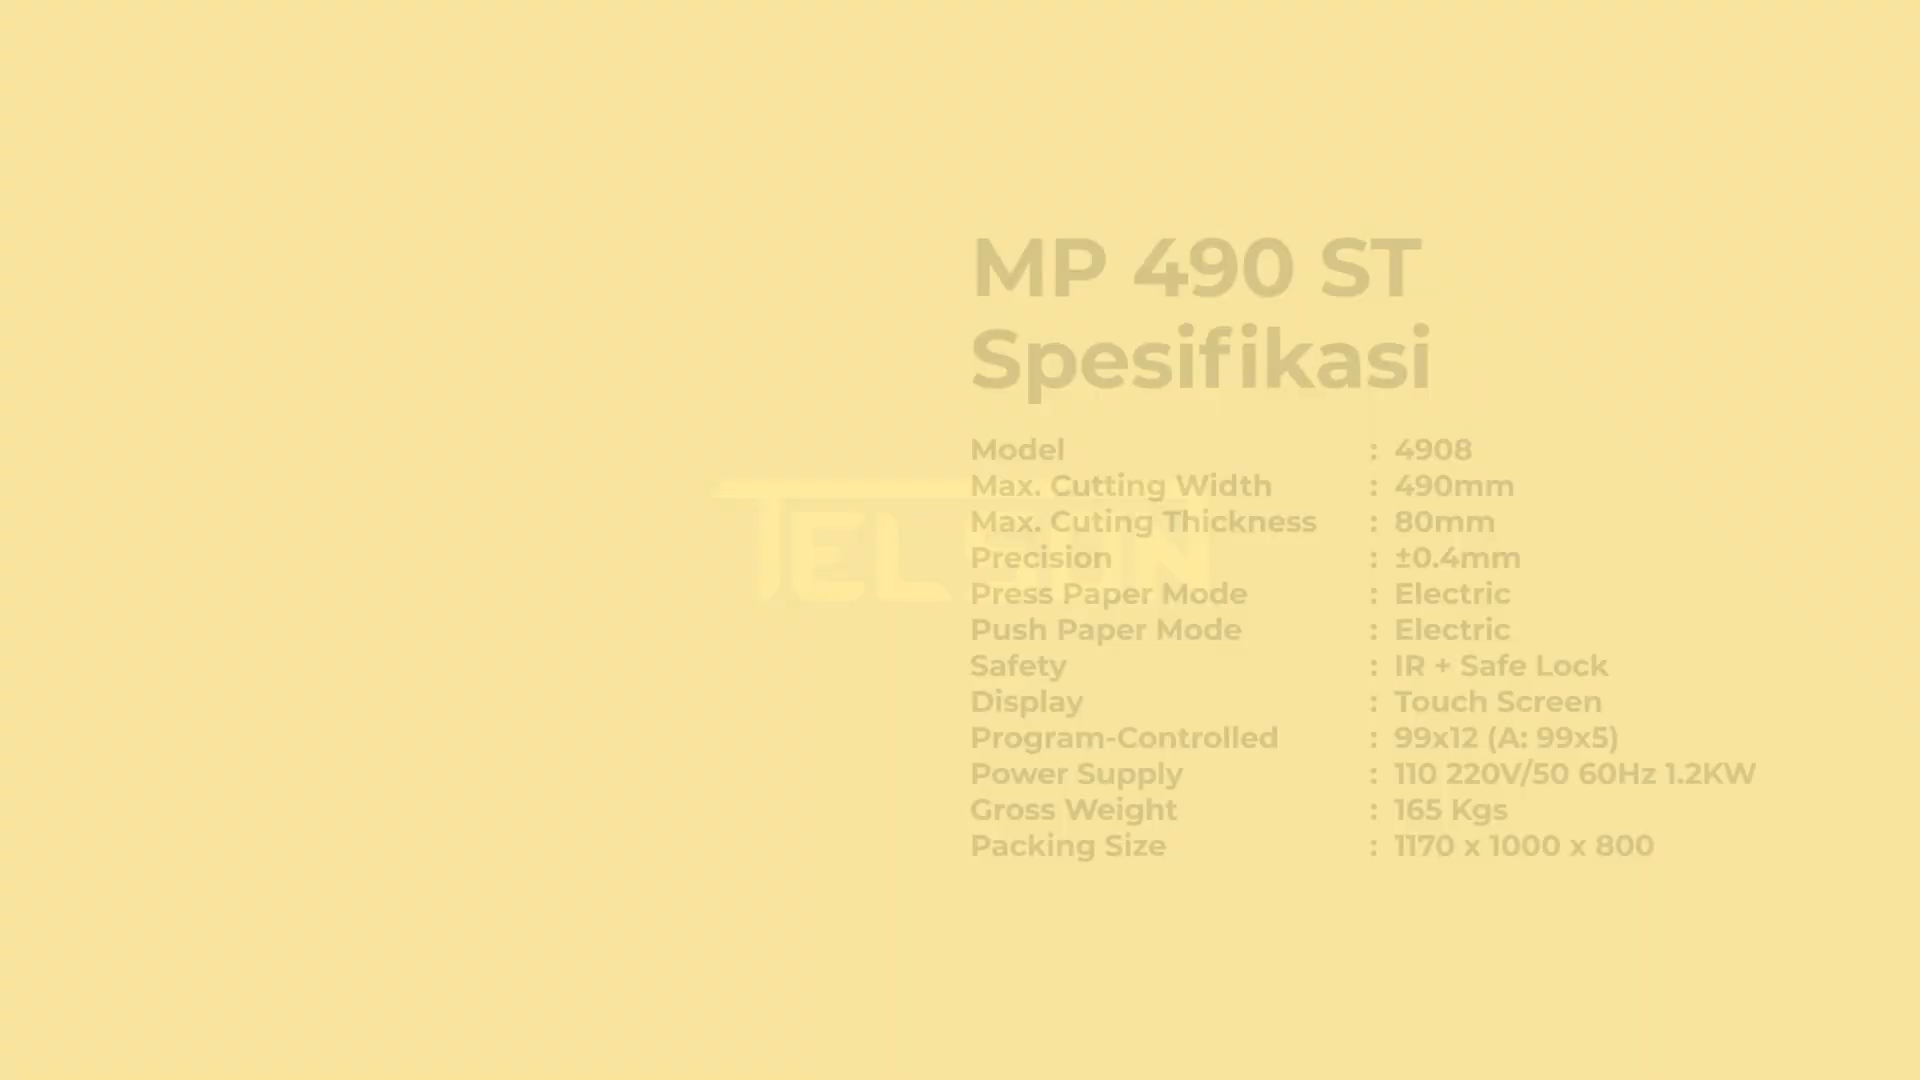 MP 490 ST
Spesifikasi
Model : 4908
Max. Cutting Width : 490mm
Max. Cuting Thickness : 80mm
Precision : ±0.4mm
Press Paper Mode : Electric
Push Paper Mode : Electric
Safety : IR + Safe Lock
Display : Touch Screen
Program-Controlled : 99x12 (A: 99x5)
Power Supply : 110 220V/50 60Hz 1.2KW
Gross Weight : 165 Kgs
Packing Size : 1170 x 1000 x 800
TELSUN